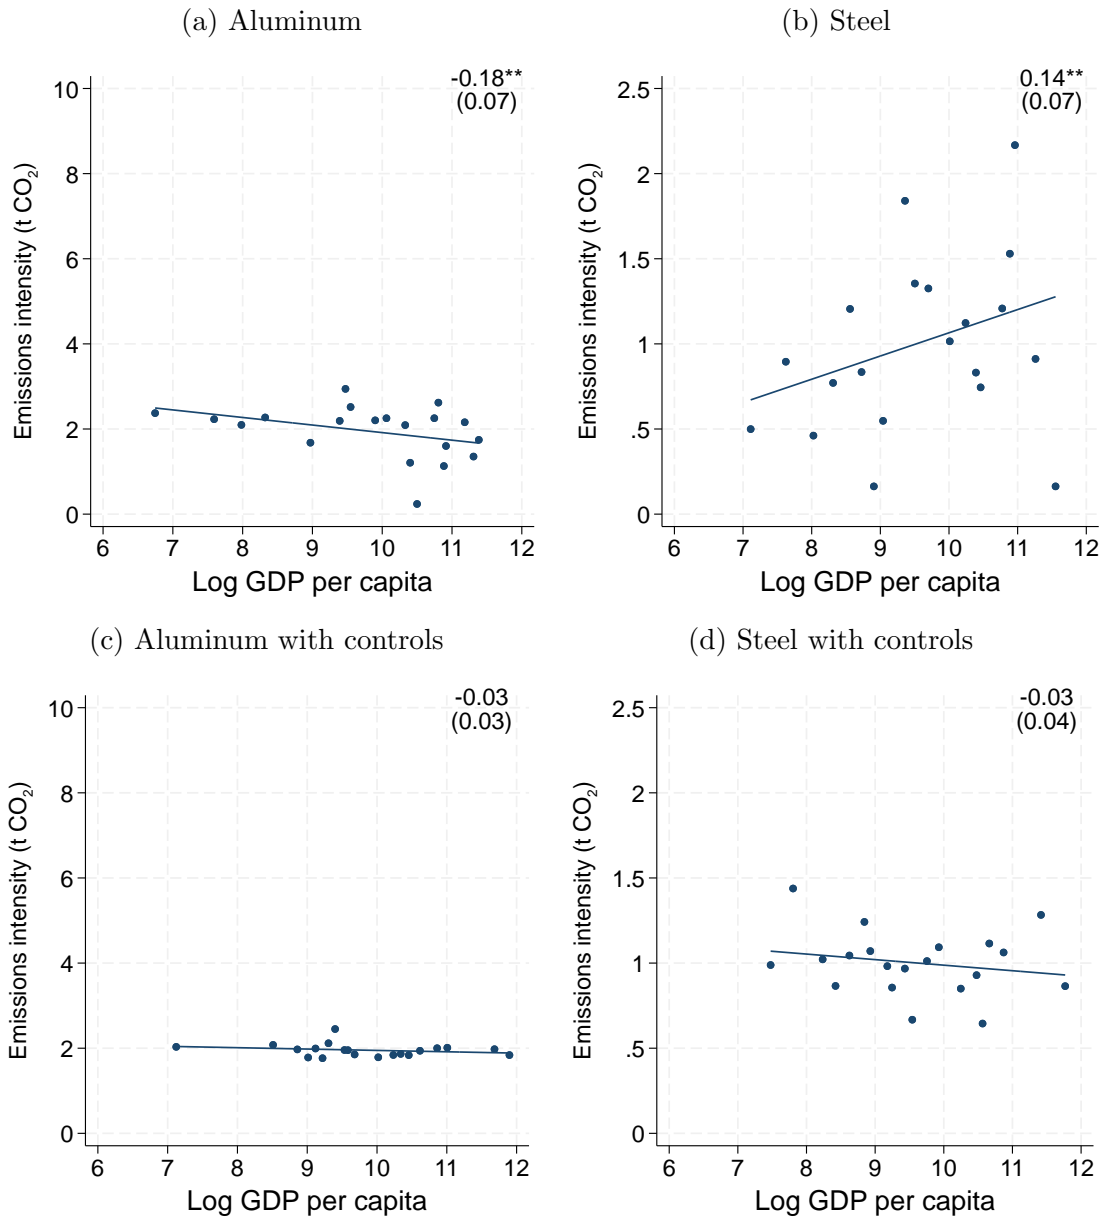 (a) Aluminum
-0.18**
(0.07)
Emissions intensity (t CO₂)
10
8
6
4
2
0
6 7 8 9 10 11 12
Log GDP per capita
(b) Steel
0.14**
(0.07)
Emissions intensity (t CO₂)
2.5
2
1.5
1
.5
0
6 7 8 9 10 11 12
Log GDP per capita
(c) Aluminum with controls
-0.03
(0.03)
Emissions intensity (t CO₂)
10
8
6
4
2
0
6 7 8 9 10 11 12
Log GDP per capita
(d) Steel with controls
-0.03
(0.04)
Emissions intensity (t CO₂)
2.5
2
1.5
1
.5
0
6 7 8 9 10 11 12
Log GDP per capita